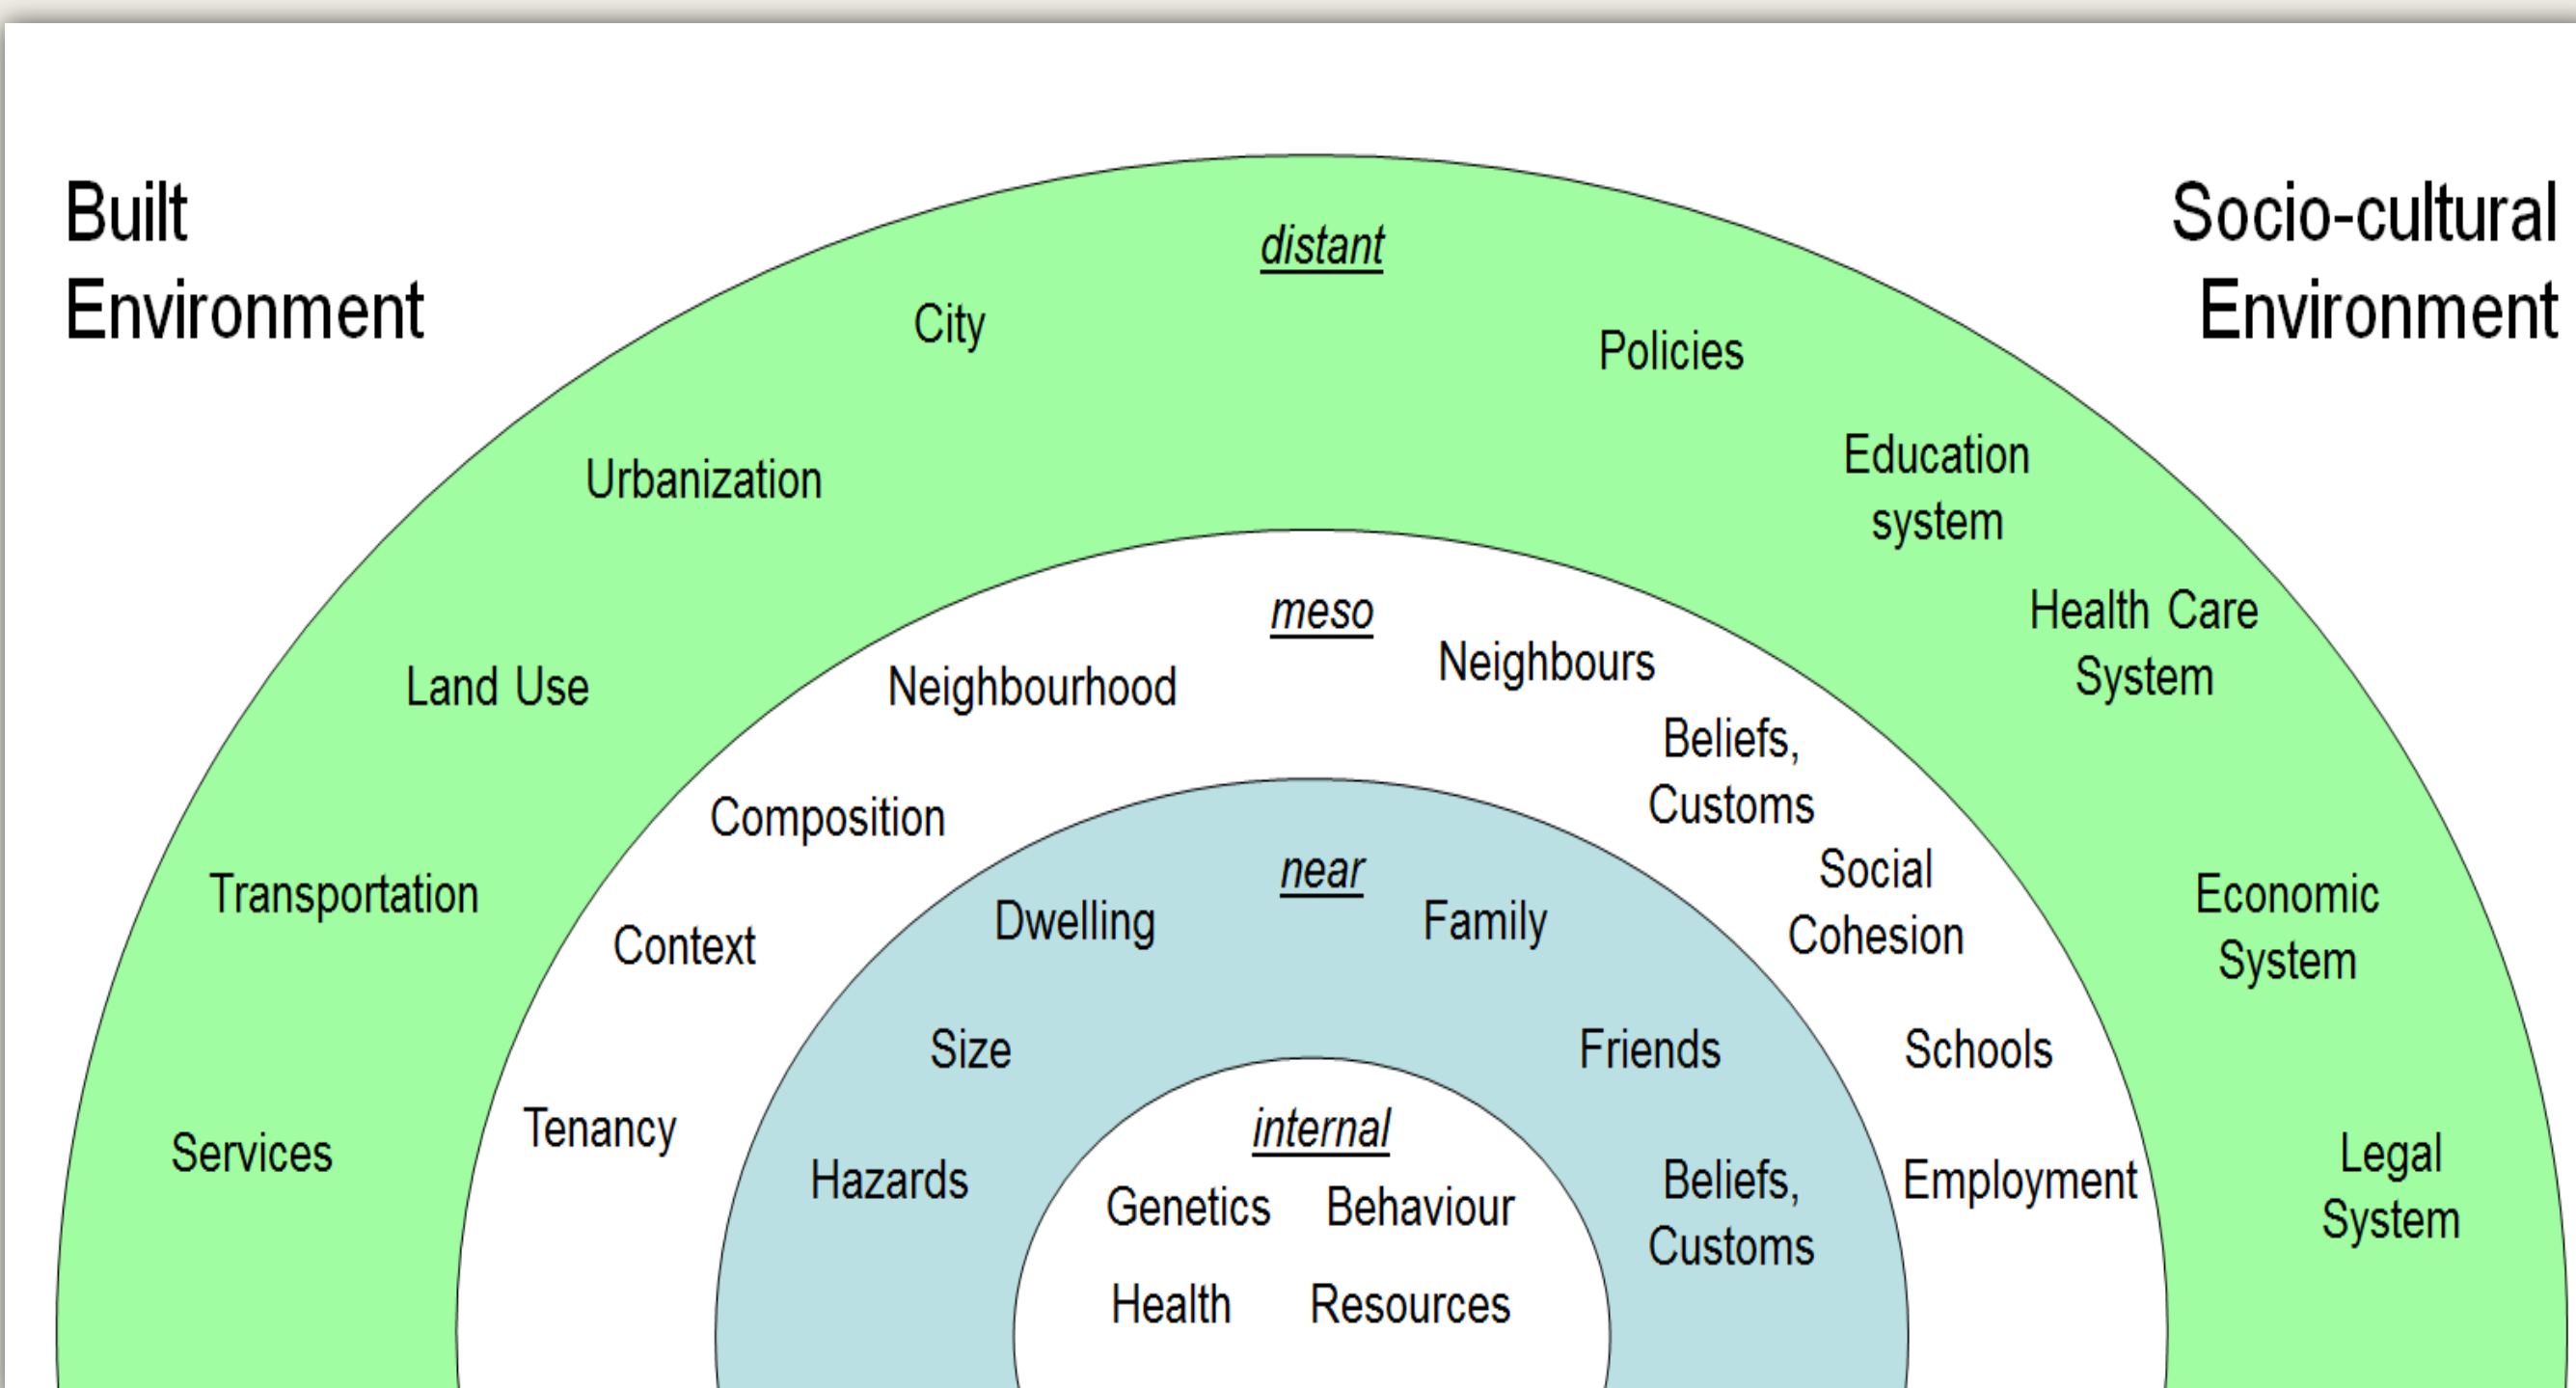 Built
Environment
Socio-cultural
Environment
distant
City
Policies
Urbanization
Education
system
Land Use
Health Care
System
Transportation
Economic
System
Services
Legal
System
meso
Neighbourhood
Neighbours
Composition
Beliefs,
Customs
Context
Social
Cohesion
Tenancy
Schools
Employment
near
Dwelling
Family
Size
Friends
Hazards
Beliefs,
Customs
internal
Genetics
Behaviour
Health
Resources